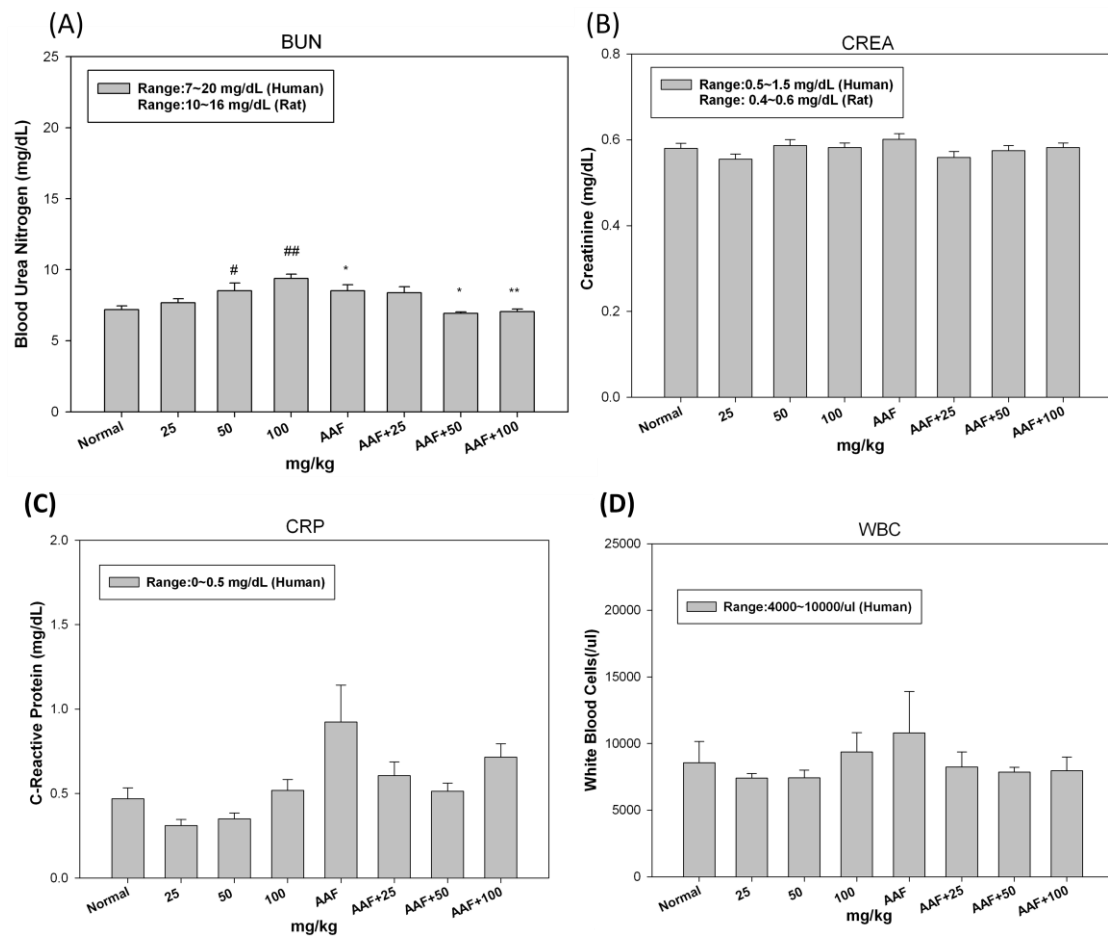 (A)
BUN
25
20
15
10
5
0
Blood Urea Nitrogen (mg/dL)
Range:7~20 mg/dL (Human)
Range:10~16 mg/dL (Rat)
#
##
*
*
**
Normal
25
50
100
AAF
AAF+25
AAF+50
AAF+100
mg/kg
(B)
CREA
0.8
0.6
0.4
0.2
0.0
Creatinine (mg/dL)
Range:0.5~1.5 mg/dL (Human)
Range: 0.4~0.6 mg/dL (Rat)
Normal
25
50
100
AAF
AAF+25
AAF+50
AAF+100
mg/kg
(C)
CRP
2.0
1.5
1.0
0.5
0.0
C-Reactive Protein (mg/dL)
Range:0~0.5 mg/dL (Human)
Normal
25
50
100
AAF
AAF+25
AAF+50
AAF+100
mg/kg
(D)
WBC
25000
20000
15000
10000
5000
0
White Blood Cells(/ul)
Range:4000~10000/ul (Human)
Normal
25
50
100
AAF
AAF+25
AAF+50
AAF+100
mg/kg